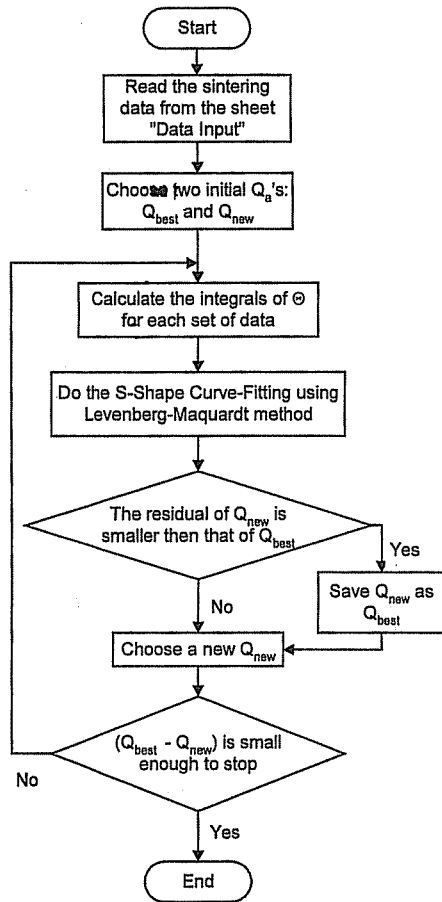 Start
Read the sintering
data from the sheet
"Data Input"
Choose two initial Qa's:
Qbest and Qnew
Calculate the integrals of Θ
for each set of data
Do the S-Shape Curve-Fitting using
Levenberg-Maquardt method
The residual of Qnew is
smaller then that of Qbest
Yes
Save Qnew as
Qbest
No
Choose a new Qnew
(Qbest - Qnew) is small
enough to stop
No
Yes
End